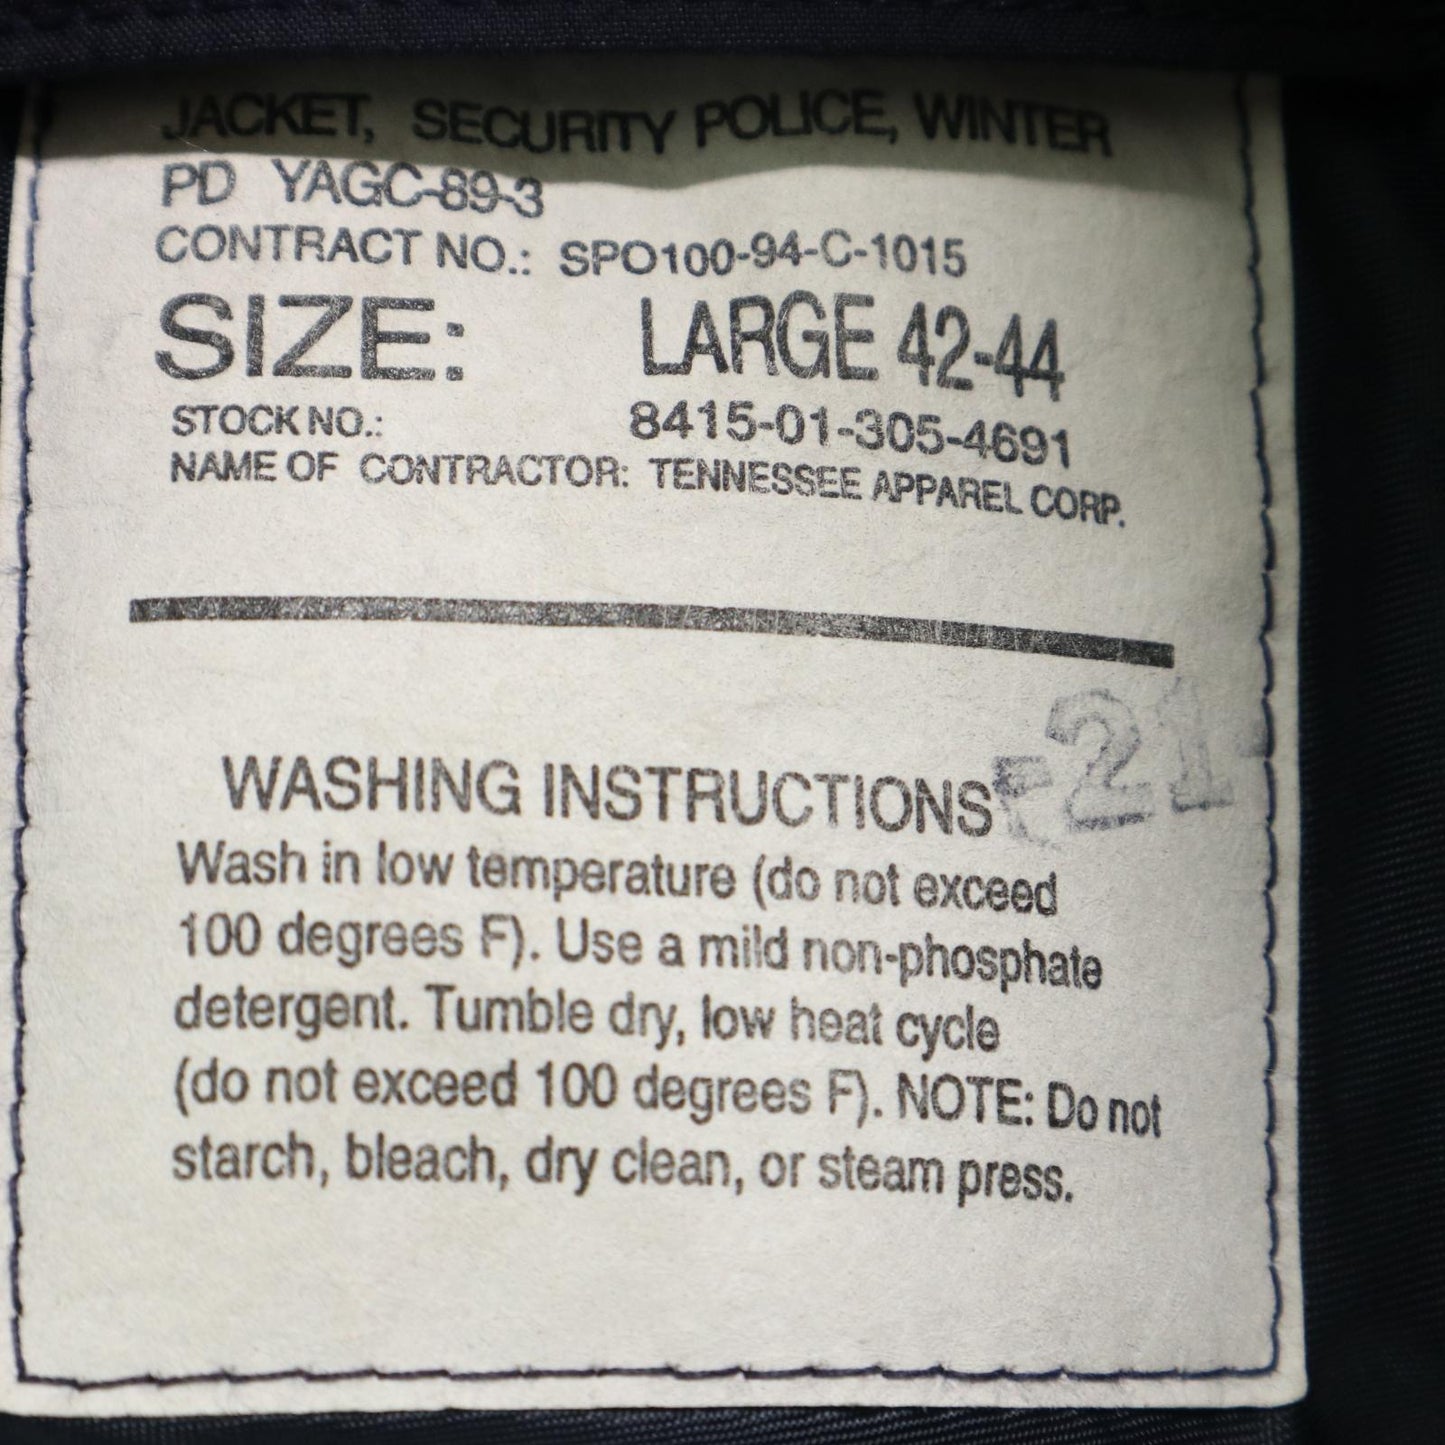 JACKET, SECURITY POLICE, WINTER
PD YAGC-89-3
CONTRACT NO.: SPO100-94-C-1015
SIZE: LARGE 42-44
STOCK NO.: 8415-01-305-4691
NAME OF CONTRACTOR: TENNESSEE APPAREL CORP.
-21-
WASHING INSTRUCTIONS
Wash in low temperature (do not exceed
100 degrees F). Use a mild non-phosphate
detergent. Tumble dry, low heat cycle
(do not exceed 100 degrees F). NOTE: Do not
starch, bleach, dry clean, or steam press.